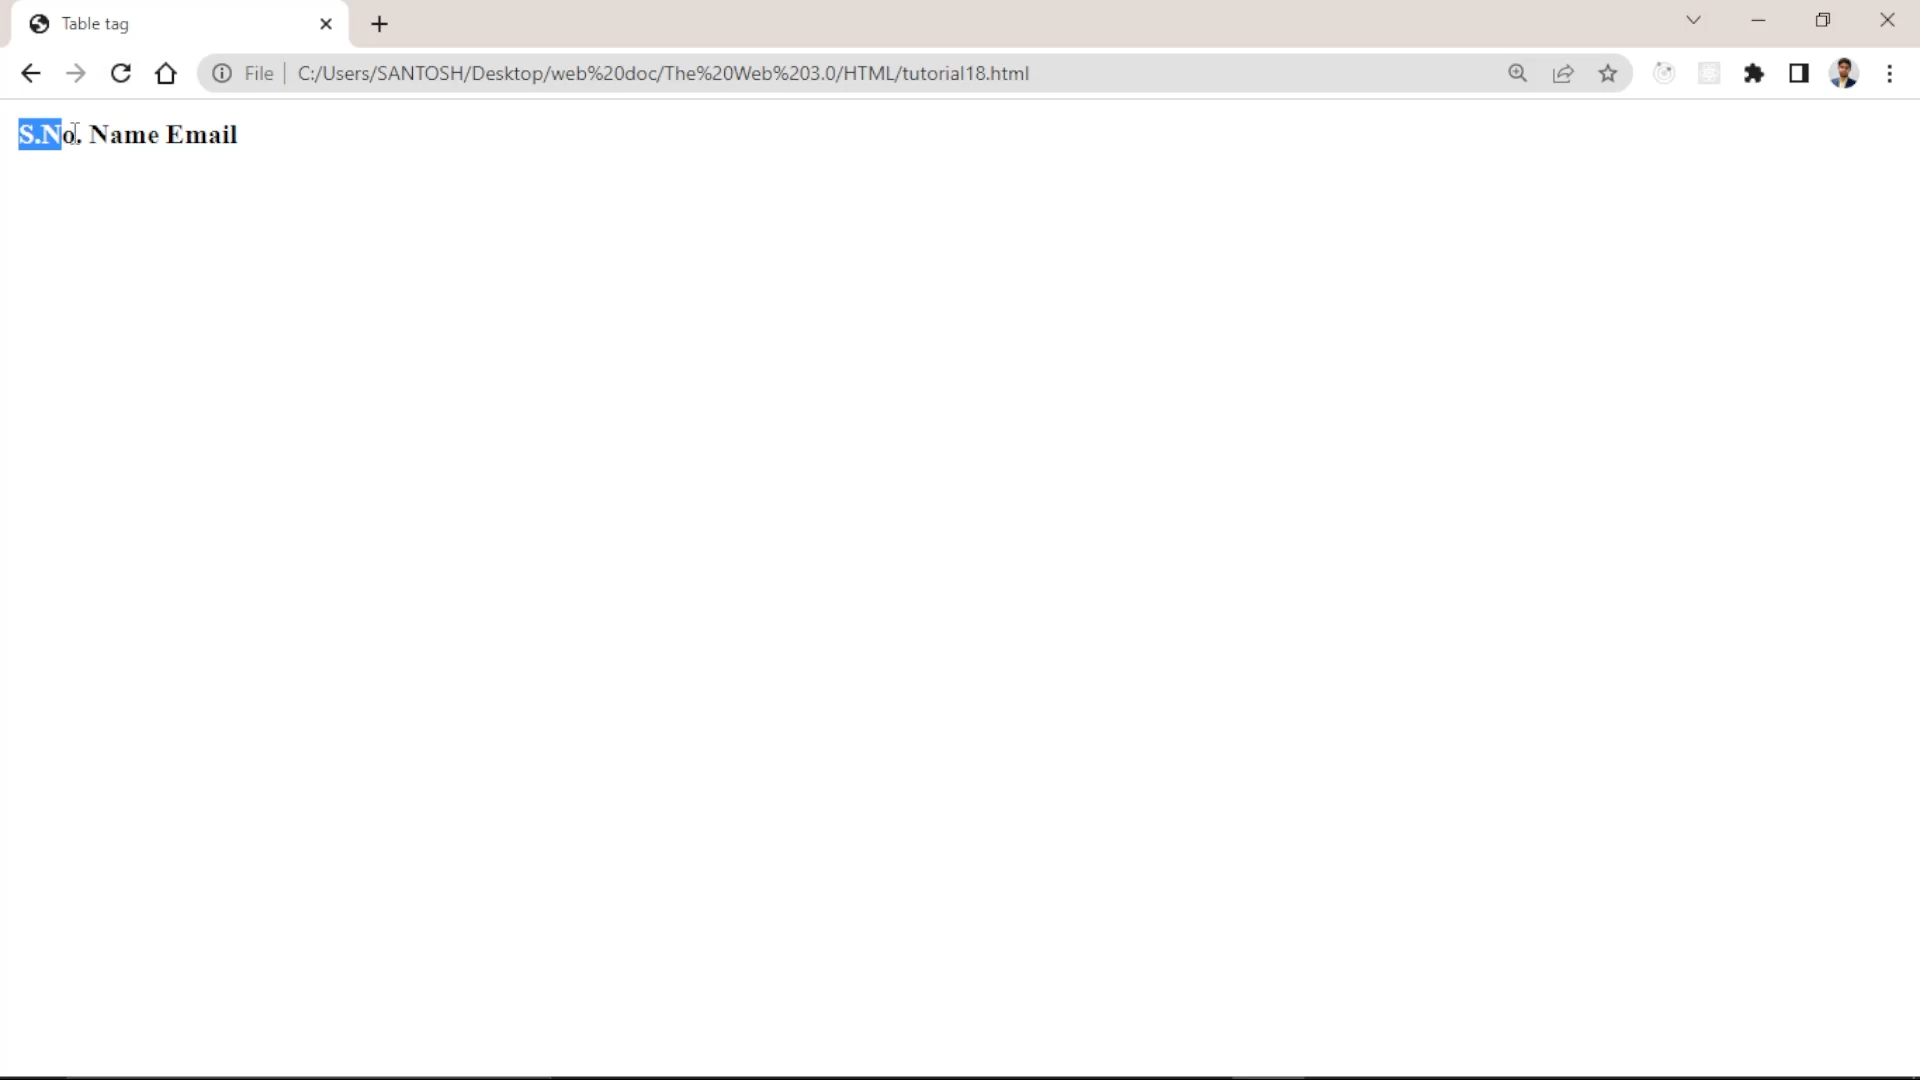 Table tag
File
C:/Users/SANTOSH/Desktop/web%20doc/The%20Web%203.0/HTML/tutorial18.html
S.No. Name Email